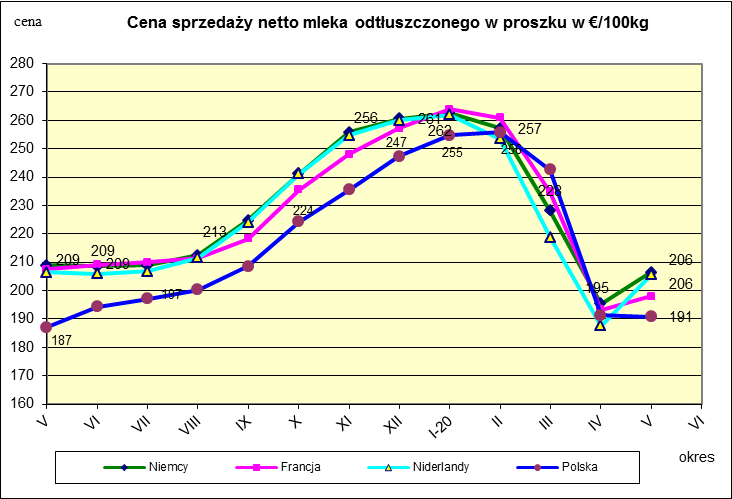 cena
Cena sprzedaży netto mleka odtłuszczonego w proszku w €/100kg
280
270
260
250
240
230
220
210
200
190
180
170
160
209
209
209
213
256
261
262
257
228
195
206
206
187
197
224
247
255
191
V
VI
VII
VIII
IX
X
XI
XII
I-20
II
III
IV
V
VI
okres
Niemcy
Francja
Niderlandy
Polska